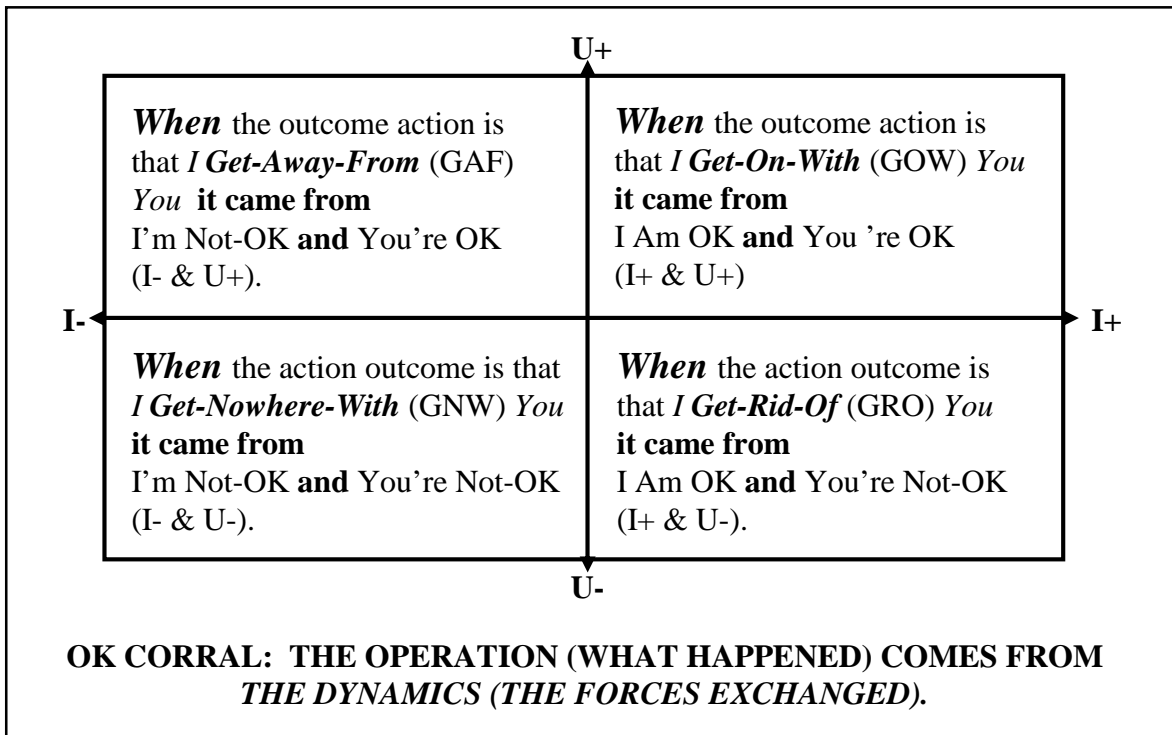 U+
When the outcome action is
that I Get-Away-From (GAF)
You it came from
I'm Not-OK and You're OK
(I- & U+).
When the outcome action is
that I Get-On-With (GOW) You
it came from
I Am OK and You 're OK
(I+ & U+)
I-
I+
When the action outcome is that
I Get-Nowhere-With (GNW) You
it came from
I'm Not-OK and You're Not-OK
(I- & U-).
When the action outcome is
that I Get-Rid-Of (GRO) You
it came from
I Am OK and You're Not-OK
(I+ & U-).
U-
OK CORRAL: THE OPERATION (WHAT HAPPENED) COMES FROM
THE DYNAMICS (THE FORCES EXCHANGED).